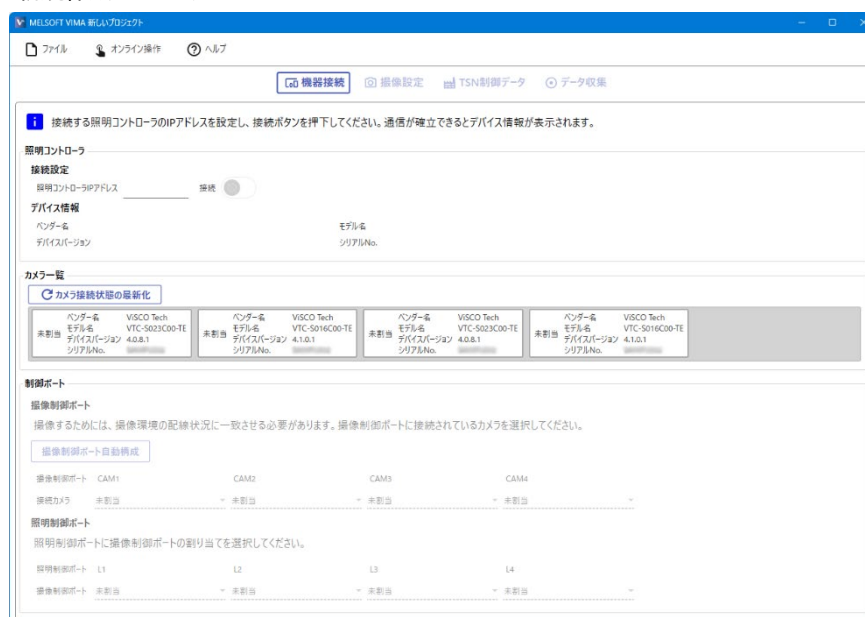 MELSOFT VIMA 新しいプロジェクト
ファイル オンライン操作 ヘルプ
機器接続 撮像設定 TSN制御データ データ収集
接続する照明コントローラのIPアドレスを設定し、接続ボタンを押下してください。通信が確立できるとデバイス情報が表示されます。
照明コントローラ
接続設定
照明コントローラIPアドレス 接続
デバイス情報
ベンダー名 モデル名
デバイスバージョン シリアルNo.
カメラ一覧
カメラ接続状態の最新化
未割当
ベンダー名 ViSCO Tech
モデル名 VTC-S023C00-TE
デバイスバージョン 4.0.8.1
シリアルNo.
未割当
ベンダー名 ViSCO Tech
モデル名 VTC-S016C00-TE
デバイスバージョン 4.1.0.1
シリアルNo.
未割当
ベンダー名 ViSCO Tech
モデル名 VTC-S023C00-TE
デバイスバージョン 4.0.8.1
シリアルNo.
未割当
ベンダー名 ViSCO Tech
モデル名 VTC-S016C00-TE
デバイスバージョン 4.1.0.1
シリアルNo.
制御ポート
撮像制御ポート
撮像するためには、撮像環境の配線状況に一致させる必要があります。撮像制御ポートに接続されているカメラを選択してください。
撮像制御ポート自動構成
撮像制御ポート CAM1 CAM2 CAM3 CAM4
接続カメラ 未割当 未割当 未割当 未割当
照明制御ポート
照明制御ポートに撮像制御ポートの割り当てを選択してください。
照明制御ポート L1 L2 L3 L4
撮像制御ポート 未割当 未割当 未割当 未割当